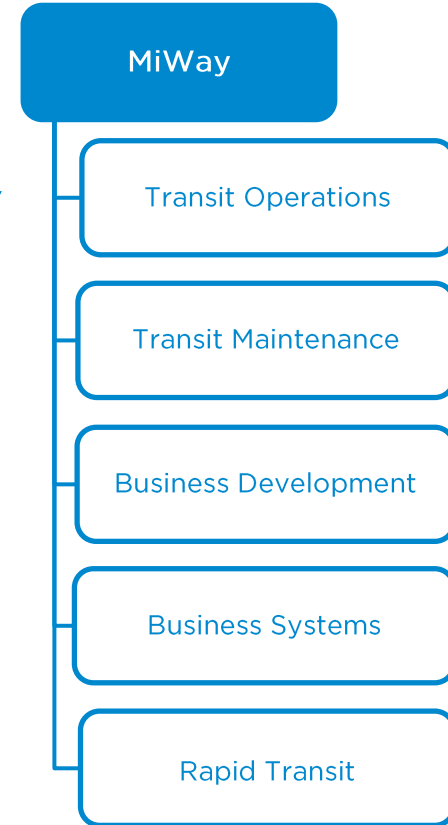 MiWay
Transit Operations
Transit Maintenance
Business Development
Business Systems
Rapid Transit